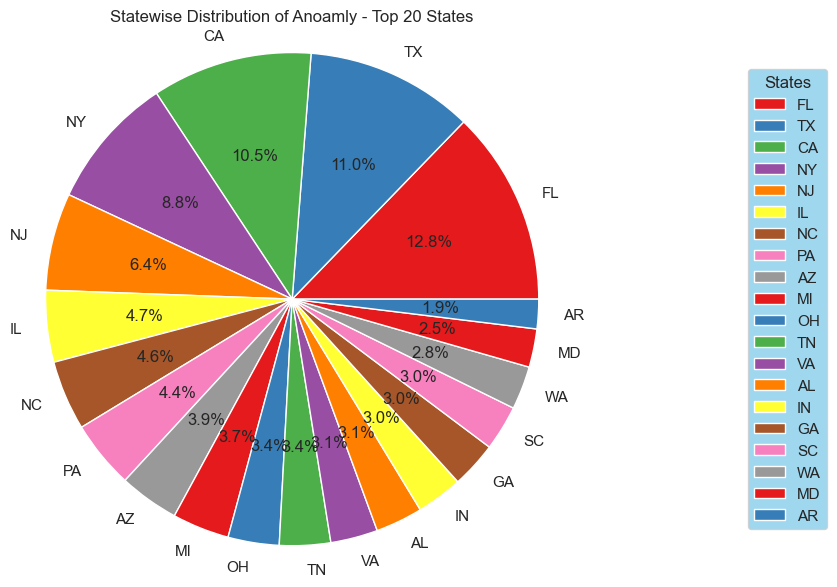 Statewise Distribution of Anoamly - Top 20 States
FL
TX
CA
NY
NJ
IL
NC
PA
AZ
MI
OH
TN
VA
AL
IN
GA
SC
WA
MD
AR
12.8%
11.0%
10.5%
8.8%
6.4%
4.7%
4.6%
4.4%
3.9%
3.7%
3.4%
3.4%
3.1%
3.1%
3.0%
3.0%
3.0%
2.8%
2.5%
1.9%
States
FL
TX
CA
NY
NJ
IL
NC
PA
AZ
MI
OH
TN
VA
AL
IN
GA
SC
WA
MD
AR